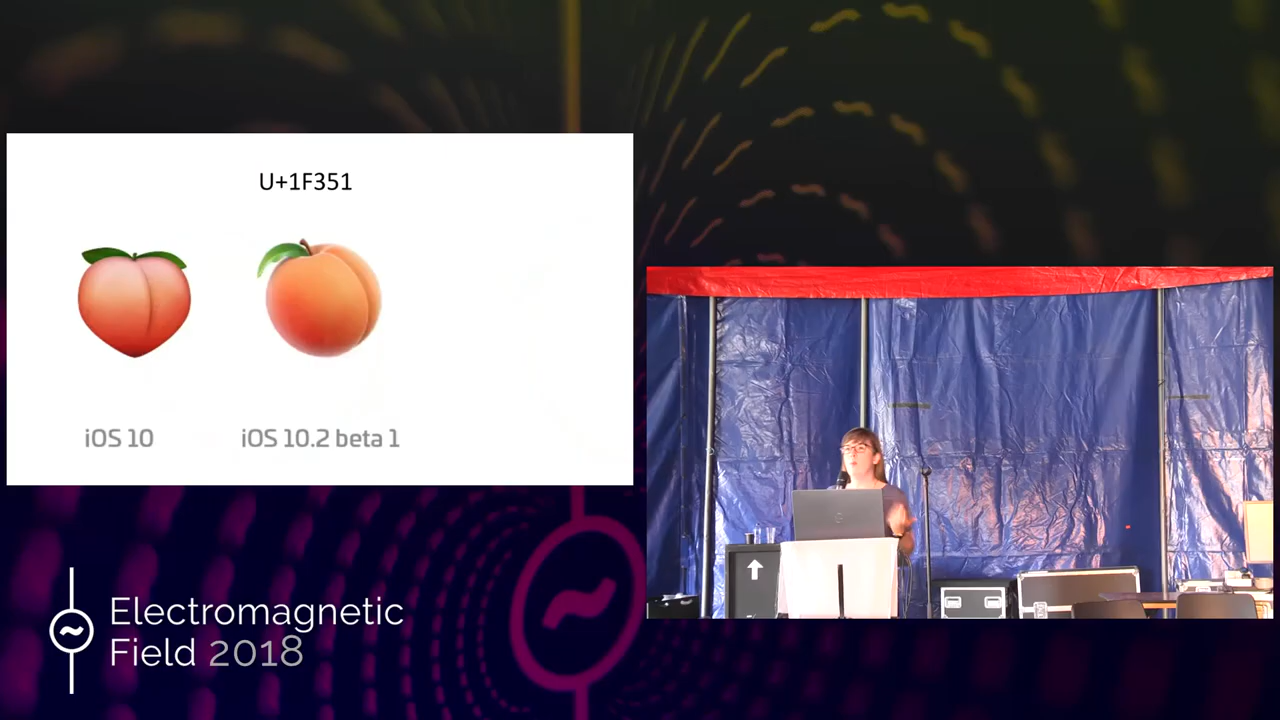 U+1F351
iOS 10
iOS 10.2 beta 1
Electromagnetic
Field 2018